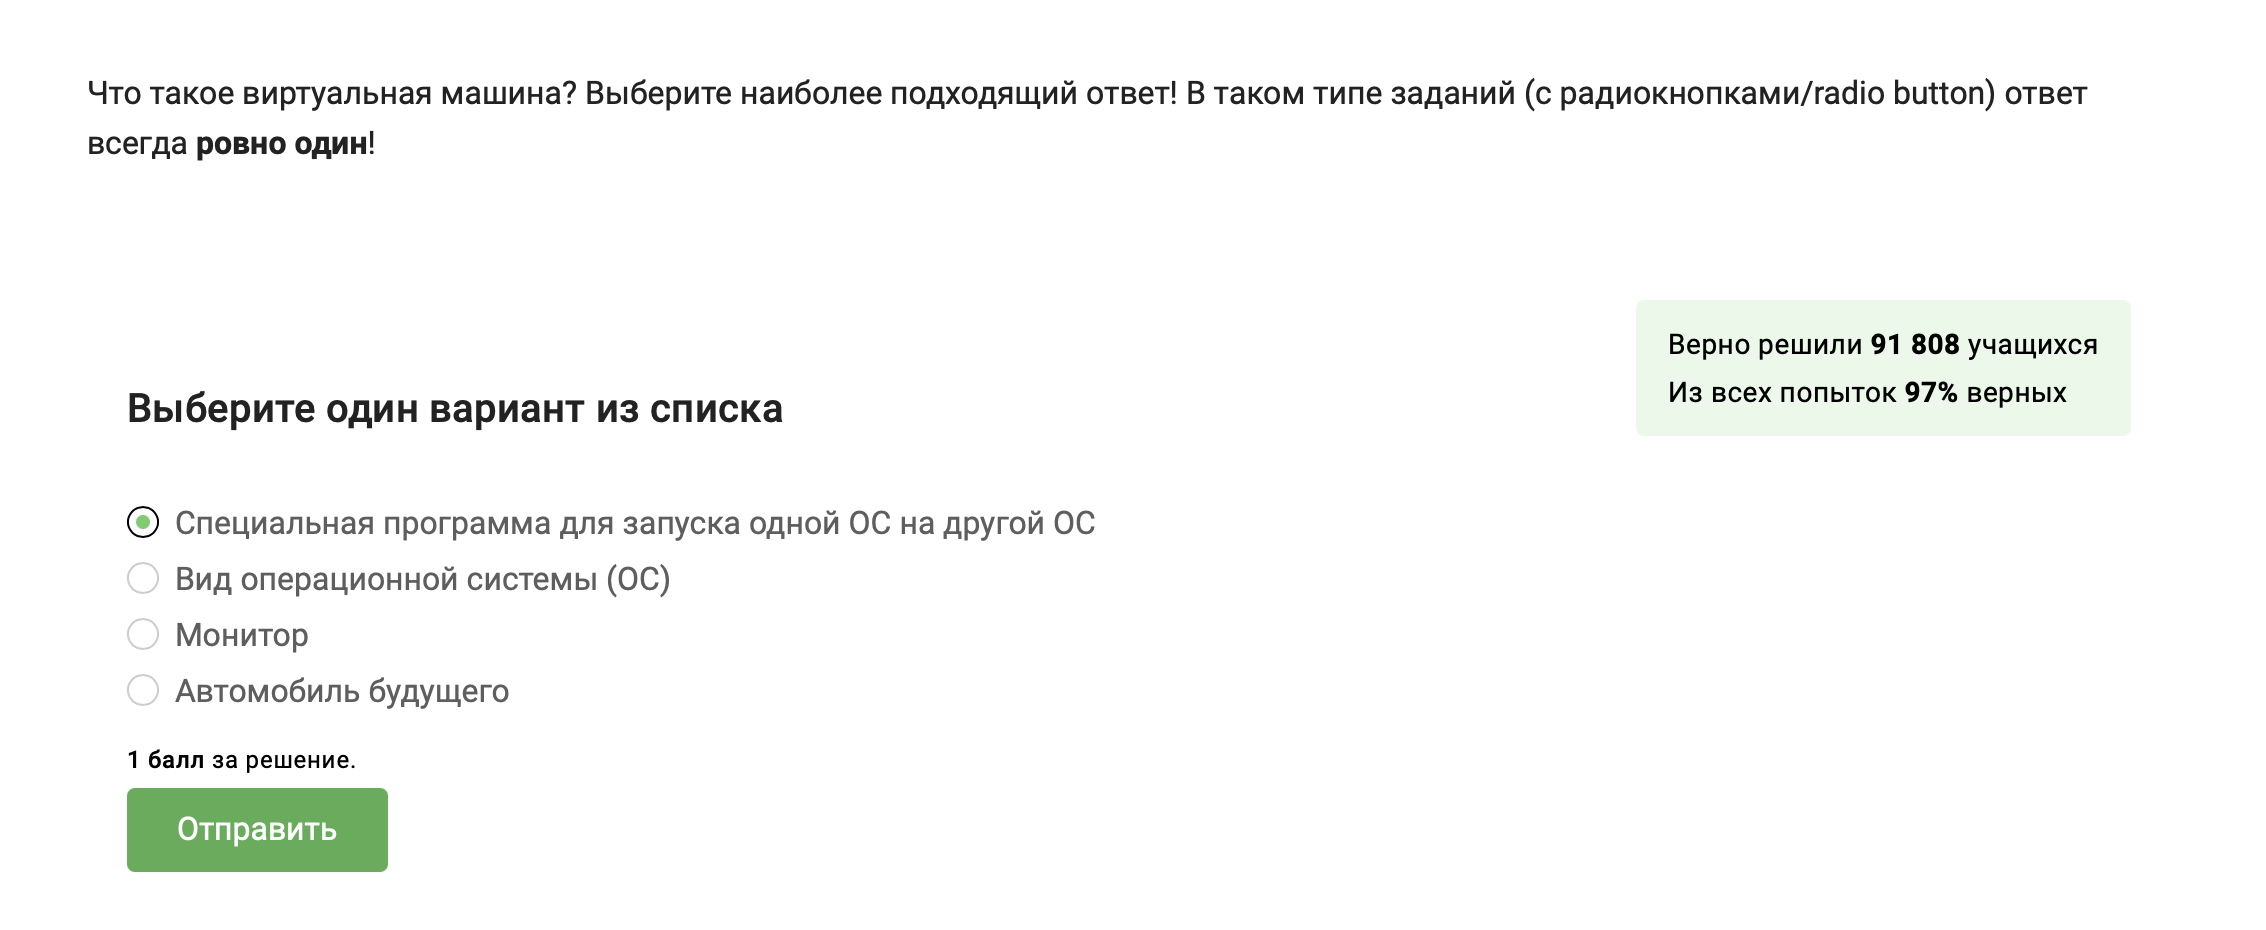 Что такое виртуальная машина? Выберите наиболее подходящий ответ! В таком типе заданий (с радиокнопками/radio button) ответ
всегда ровно один!
Верно решили 91 808 учащихся
Из всех попыток 97% верных
Выберите один вариант из списка
Специальная программа для запуска одной ОС на другой ОС
Вид операционной системы (ОС)
Монитор
Автомобиль будущего
1 балл за решение.
Отправить